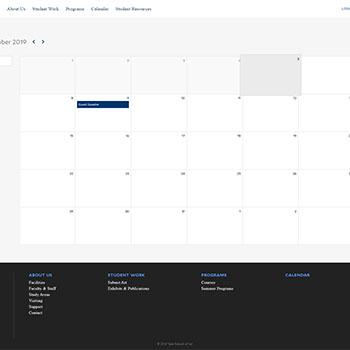 About Us Student Work Programs Calendar Student Resources
ber 2019
1 2 3 4 5
8 9 10 11 12
Guest Speaker
15 16 17 18 19
22 23 24 25 26
29 30 31 1 2
ABOUT US STUDENT WORK PROGRAMS CALENDAR
Facilities Submit Art Courses
Faculty & Staff Exhibits & Publications Summer Programs
Study Areas
Visiting
Support
Contact